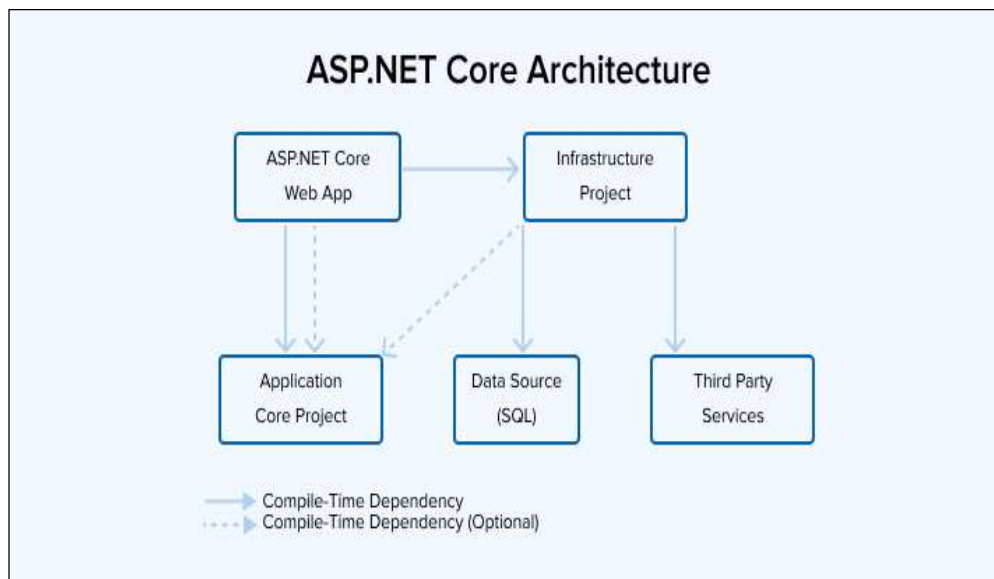 ASP.NET Core Architecture
ASP.NET Core
Web App
Infrastructure
Project
Application
Core Project
Data Source
(SQL)
Third Party
Services
Compile-Time Dependency
Compile-Time Dependency (Optional)